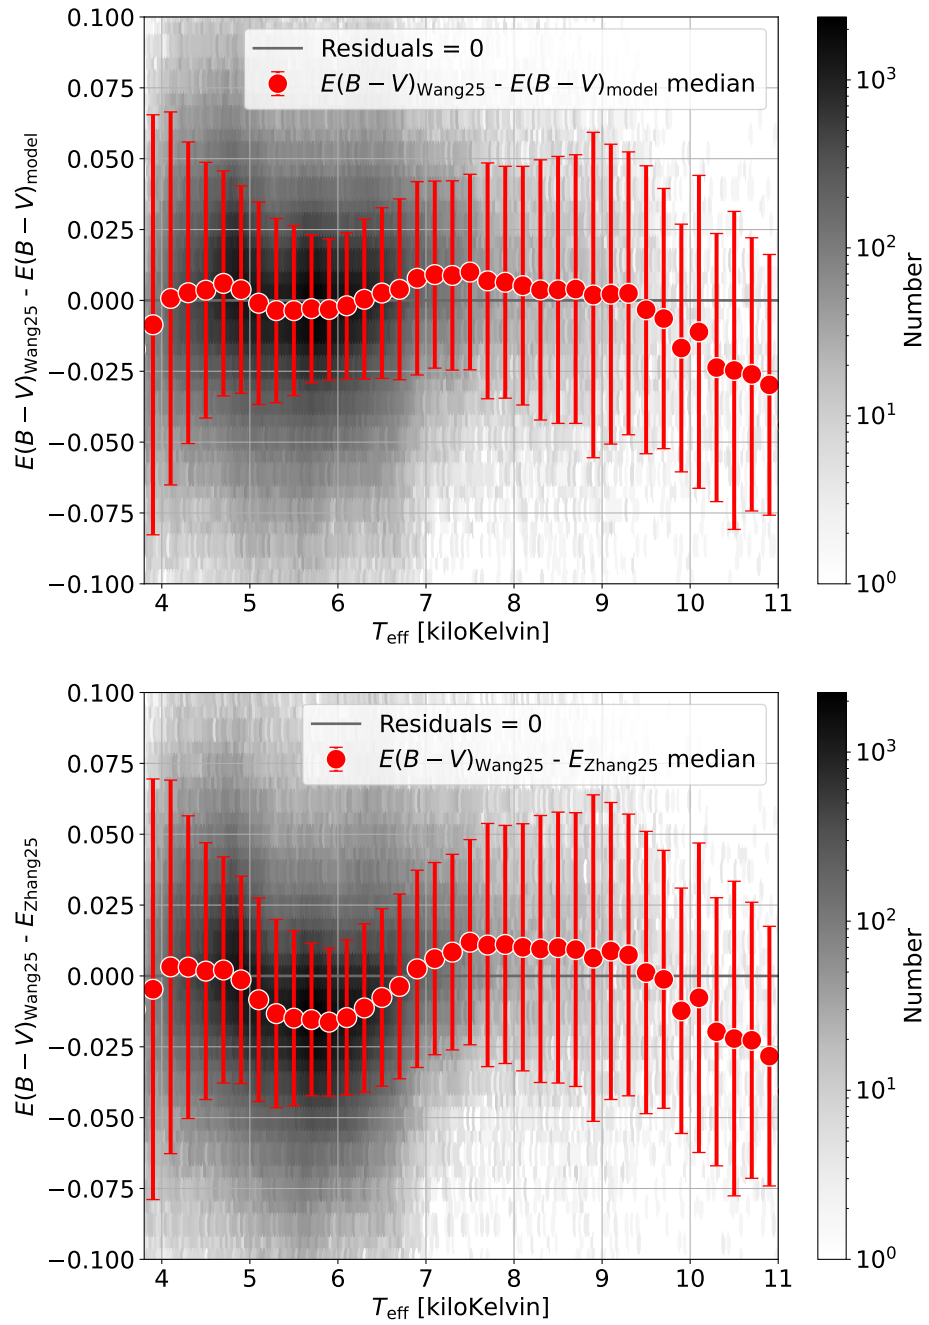 0.100
0.075
0.050
0.025
0.000
−0.025
−0.050
−0.075
−0.100
E(B − V)Wang25 - E(B − V)model
Residuals = 0
E(B − V)Wang25 - E(B − V)model median
4 5 6 7 8 9 10 11
Teff [kiloKelvin]
10³
10²
10¹
10⁰
Number
0.100
0.075
0.050
0.025
0.000
−0.025
−0.050
−0.075
−0.100
E(B − V)Wang25 - EZhang25
Residuals = 0
E(B − V)Wang25 - EZhang25 median
4 5 6 7 8 9 10 11
Teff [kiloKelvin]
10³
10²
10¹
10⁰
Number